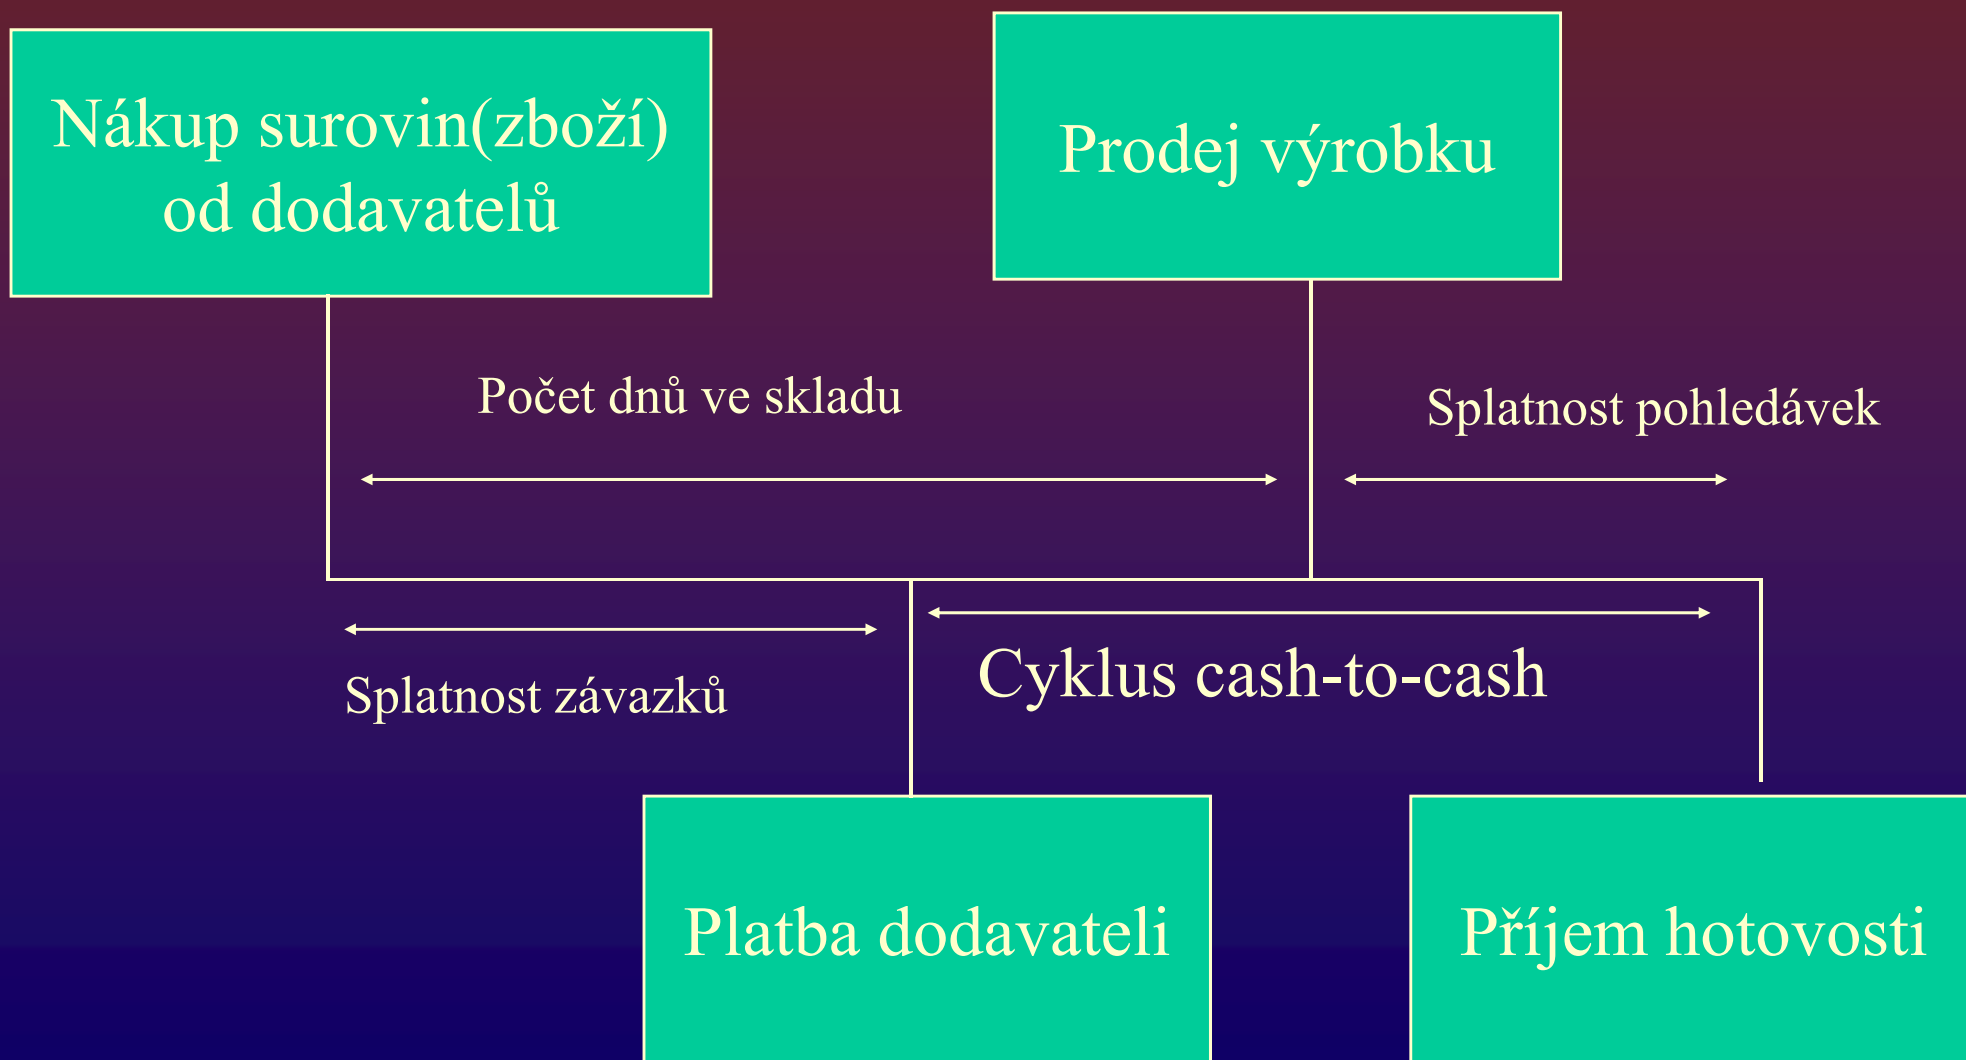 Nákup surovin(zboží)
od dodavatelů
Prodej výrobku
Počet dnů ve skladu
Splatnost pohledávek
Splatnost závazků
Cyklus cash-to-cash
Platba dodavateli
Příjem hotovosti